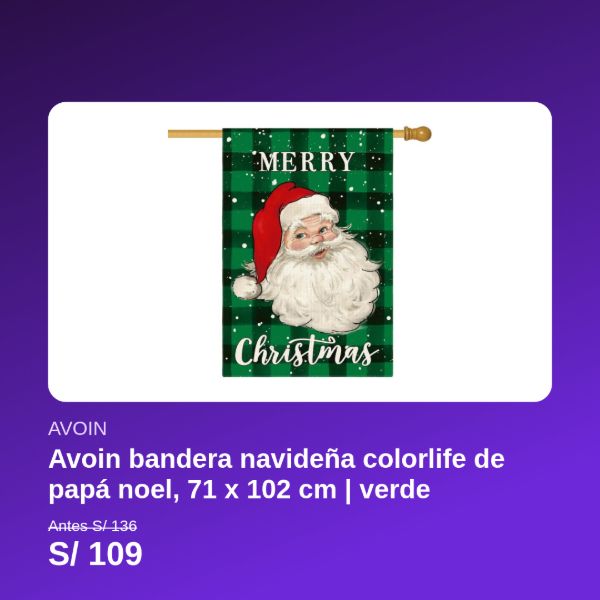 MERRY
Christmas
AVOIN
Avoin bandera navideña colorlife de
papá noel, 71 x 102 cm | verde
Antes S/ 136
S/ 109